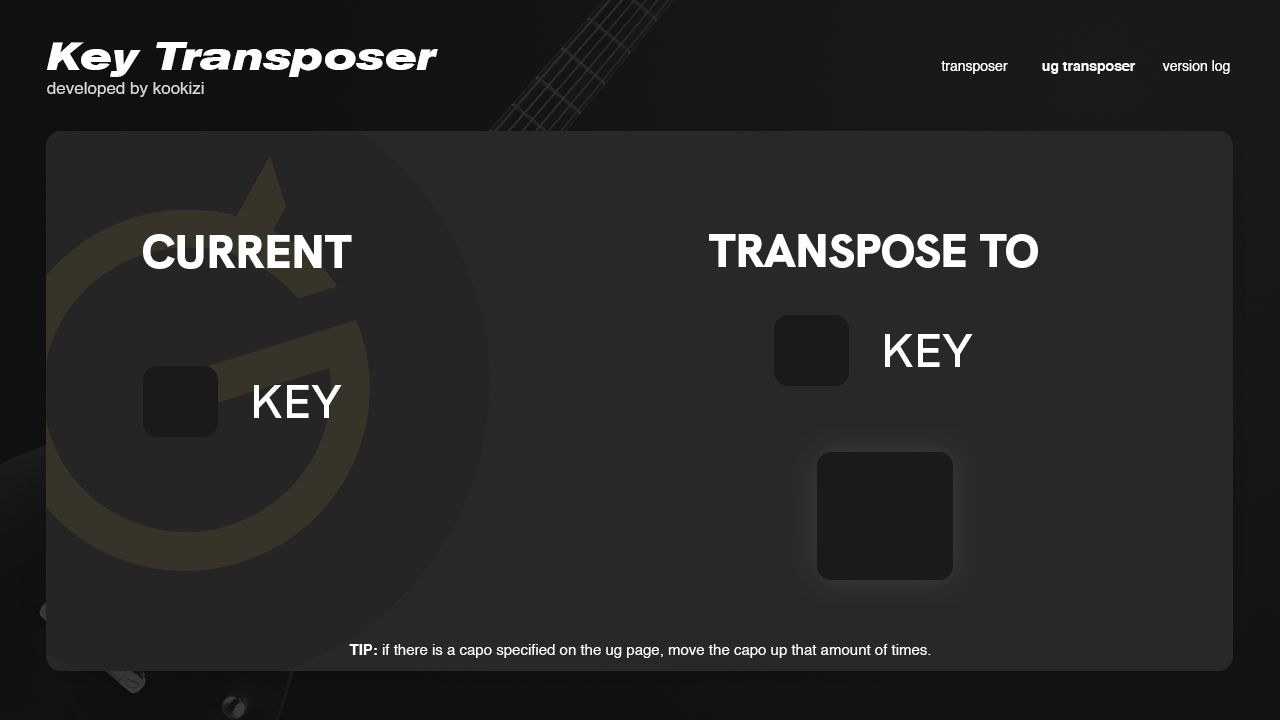 Key Transposer
developed by kookizi
transposer
ug transposer
version log
CURRENT
TRANSPOSE TO
KEY
KEY
TIP: if there is a capo specified on the ug page, move the capo up that amount of times.